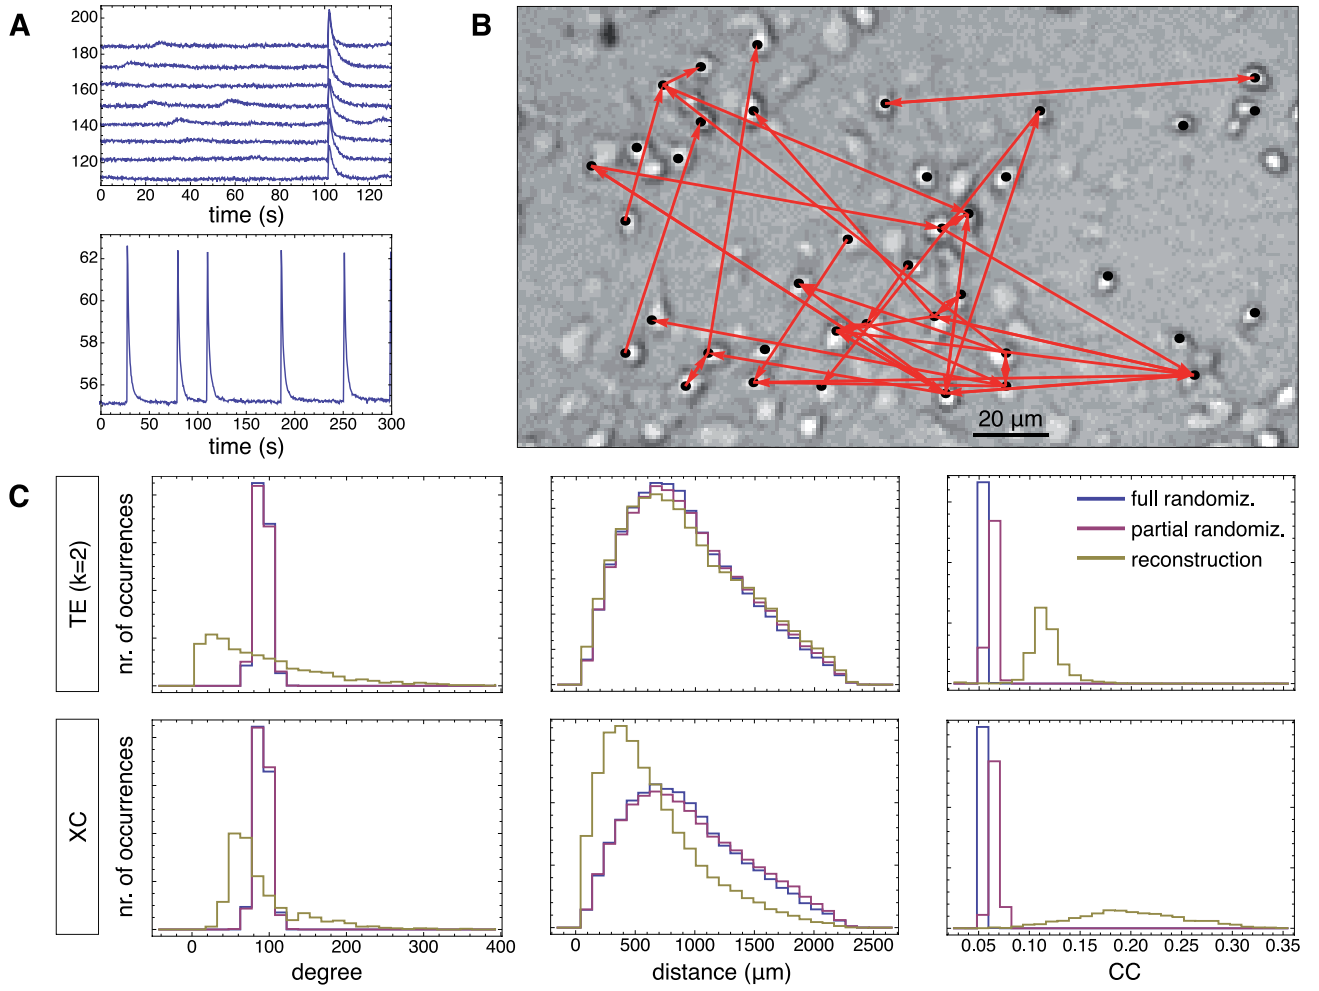 A
200
180
160
140
120
0 20 40 60 80 100 120
time (s)
62
60
58
56
0 50 100 150 200 250 300
time (s)
B
20 μm
C
TE (k=2)
nr. of occurrences
full randomiz.
partial randomiz.
reconstruction
XC
nr. of occurrences
0 100 200 300 400
degree
0 500 1000 1500 2000 2500
distance (μm)
0.05 0.10 0.15 0.20 0.25 0.30 0.35
CC